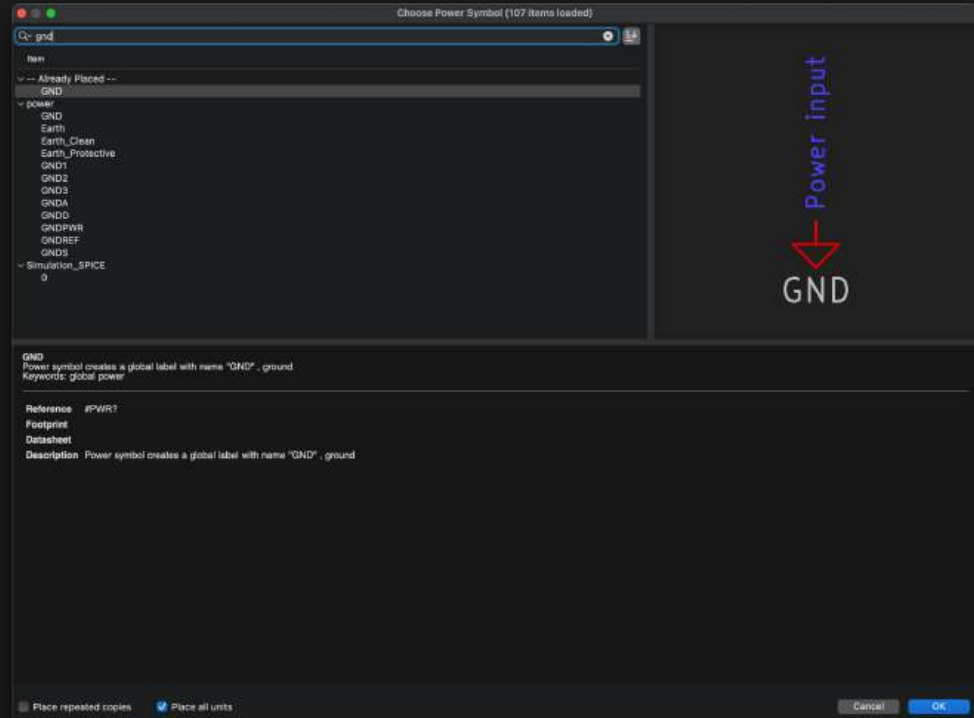 Choose Power Symbol (107 items loaded)
gnd
Item
-- Already Placed --
GND
power
GND
Earth
Earth_Clean
Earth_Protective
GND1
GND2
GND3
GNDA
GNDD
GNDPWR
GNDREF
GNDS
Simulation_SPICE
0
Power input
GND
GND
Power symbol creates a global label with name "GND" , ground
Keywords: global power
Reference #PWR?
Footprint
Datasheet
Description Power symbol creates a global label with name "GND" , ground
Place repeated copies Place all units Cancel OK